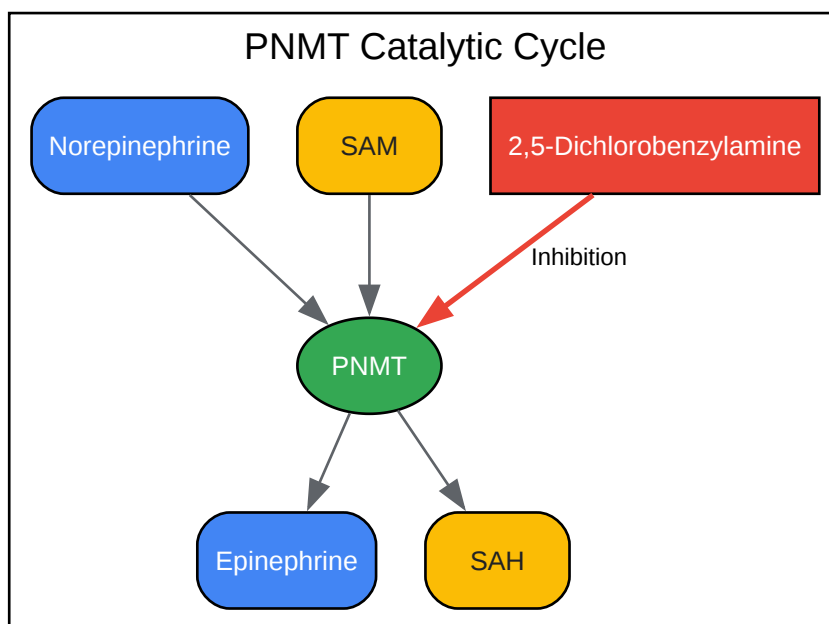 PNMT Catalytic Cycle
Norepinephrine
SAM
2,5-Dichlorobenzylamine
Inhibition
PNMT
Epinephrine
SAH